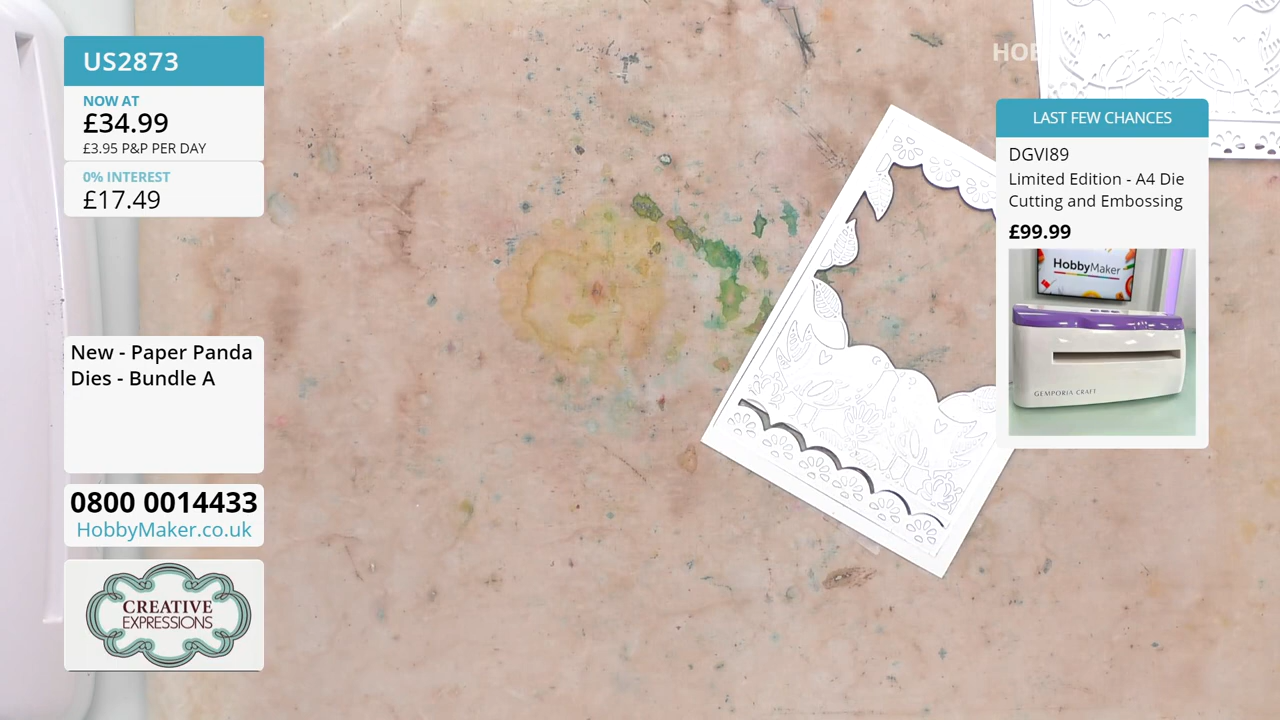 US2873
NOW AT
£34.99
£3.95 P&P PER DAY
0% INTEREST
£17.49
New - Paper Panda
Dies - Bundle A
0800 0014433
HobbyMaker.co.uk
CREATIVE
EXPRESSIONS
LAST FEW CHANCES
DGVI89
Limited Edition - A4 Die
Cutting and Embossing
£99.99
HobbyMaker
GEMPORIA CRAFT